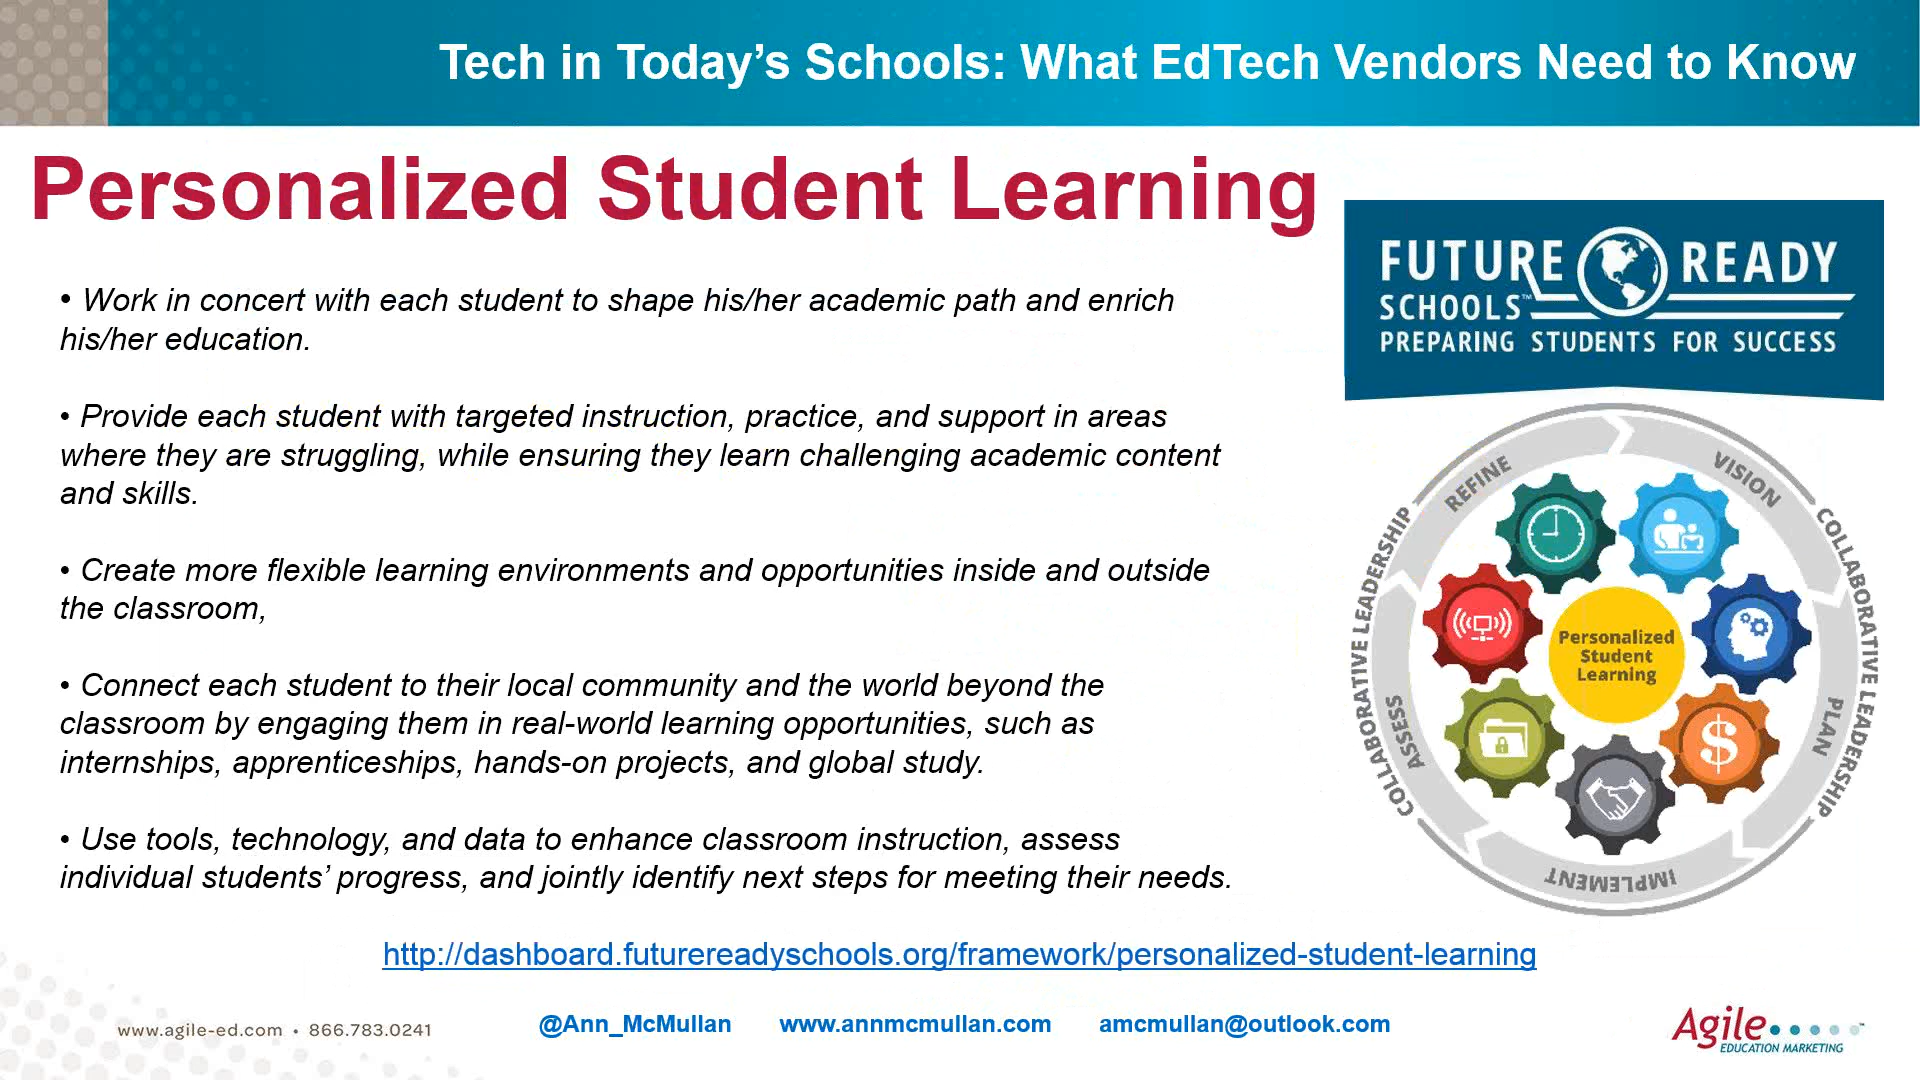 Tech in Today’s Schools: What EdTech Vendors Need to Know
Personalized Student Learning
• Work in concert with each student to shape his/her academic path and enrich
his/her education.
• Provide each student with targeted instruction, practice, and support in areas
where they are struggling, while ensuring they learn challenging academic content
and skills.
• Create more flexible learning environments and opportunities inside and outside
the classroom,
• Connect each student to their local community and the world beyond the
classroom by engaging them in real-world learning opportunities, such as
internships, apprenticeships, hands-on projects, and global study.
• Use tools, technology, and data to enhance classroom instruction, assess
individual students’ progress, and jointly identify next steps for meeting their needs.
FUTURE READY
SCHOOLS™
PREPARING STUDENTS FOR SUCCESS
REFINE
VISION
COLLABORATIVE LEADERSHIP
COLLABORATIVE LEADERSHIP
Personalized
Student
Learning
ASSESS
PLAN
$
IMPLEMENT
http://dashboard.futurereadyschools.org/framework/personalized-student-learning
www.agile-ed.com • 866.783.0241
@Ann_McMullan www.annmcmullan.com amcmullan@outlook.com
Agile™
EDUCATION MARKETING